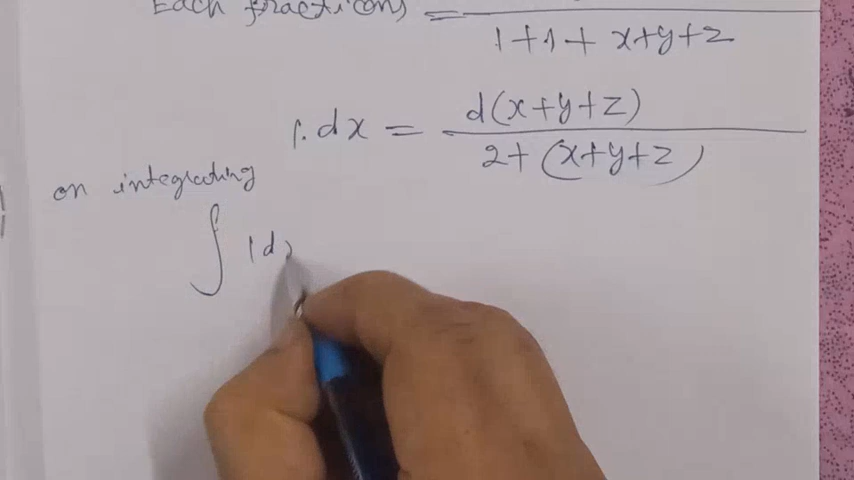 Each fractions =
1+1+ x+y+z
1.dx = d(x+y+z) / 2+(x+y+z)
on integrating
∫ 1d